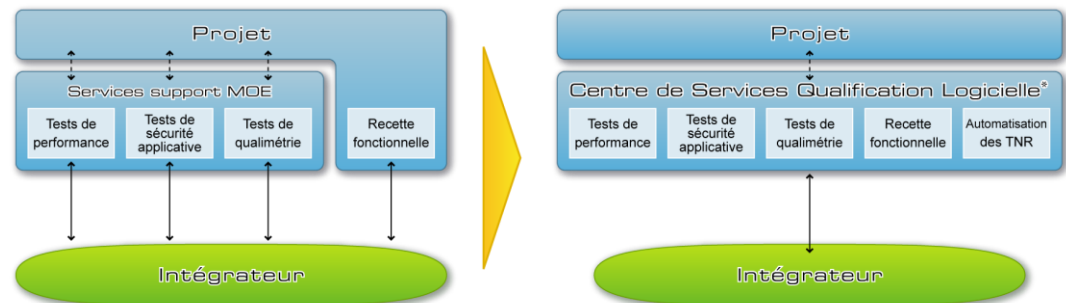 Projet
Services support MOE
Tests de
performance
Tests de
sécurité
applicative
Tests de
qualimétrie
Recette
fonctionnelle
Intégrateur
Projet
Centre de Services Qualification Logicielle*
Tests de
performance
Tests de
sécurité
applicative
Tests de
qualimétrie
Recette
fonctionnelle
Automatisation
des TNR
Intégrateur